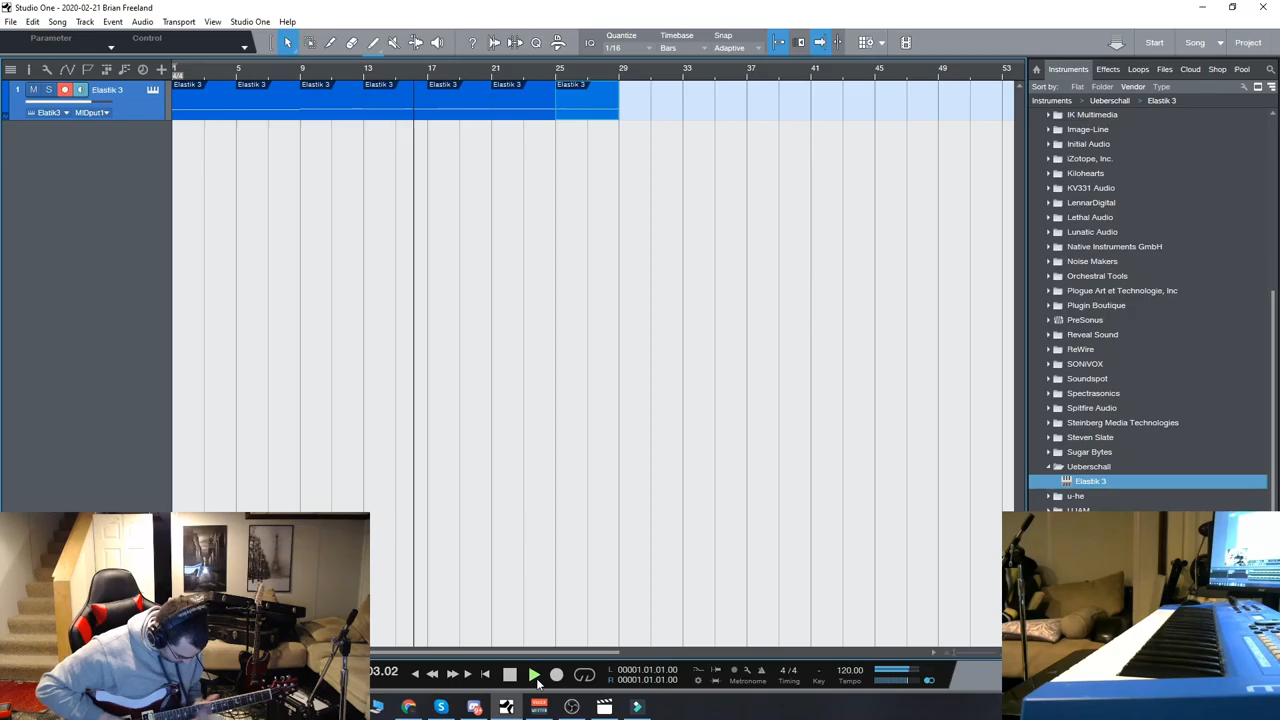 Studio One - 2020-02-21 Brian Freeland
File Edit Song Track Event Audio Transport View Studio One Help
Parameter Control
Quantize Timebase Snap
IQ 1/16 Bars Adaptive
Start Song Project
5 9 13 17 21 25 29 33 37 41 45 49 53
4/4
1 M S Elastik 3
Elatik3 MIDput1
Elastik 3 Elastik 3 Elastik 3 Elastik 3 Elastik 3 Elastik 3 Elastik 3
Instruments Effects Loops Files Cloud Shop Pool
Sort by: Flat Folder Vendor Type
Instruments Ueberschall Elastik 3
IK Multimedia
Image-Line
Initial Audio
iZotope, Inc.
Kilohearts
KV331 Audio
LennarDigital
Lethal Audio
Lunatic Audio
Native Instruments GmbH
Noise Makers
Orchestral Tools
Plogue Art et Technologie, Inc
Plugin Boutique
PreSonus
Reveal Sound
ReWire
SONiVOX
Soundspot
Spectrasonics
Spitfire Audio
Steinberg Media Technologies
Steven Slate
Sugar Bytes
Ueberschall
Elastik 3
u-he
UJAM
03.02
L 00001.01.01.00
R 00001.01.01.00
4/4 - 120.00
Metronome Timing Key Tempo